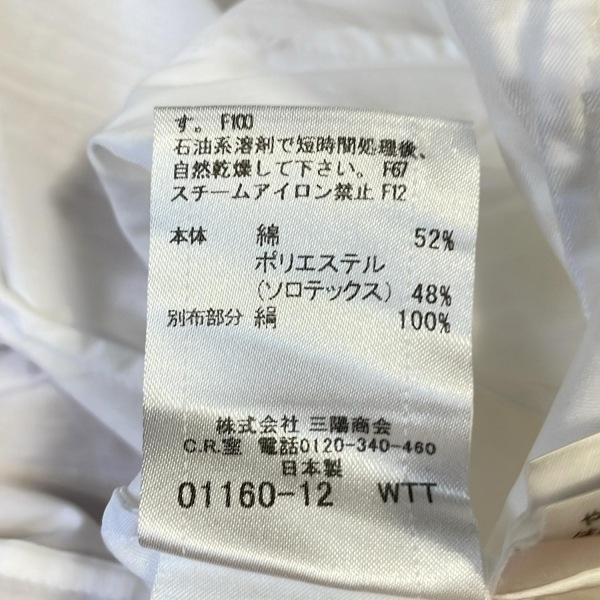 す。 F100
石油系溶剤で短時間処理後、
自然乾燥して下さい。 F67
スチームアイロン禁止 F12
本体 綿 52%
ポリエステル
(ソロテックス) 48%
別布部分 絹 100%
株式会社 三陽商会
C.R.室 電話0120-340-460
日本製
01160-12 WTT